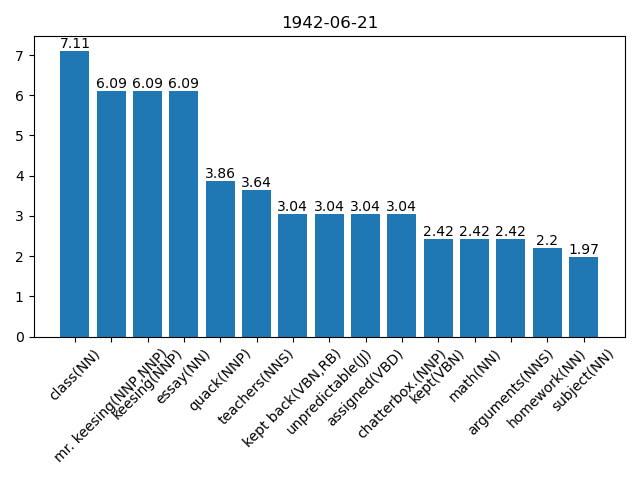 1942-06-21
7.11
6.09 6.09 6.09
3.86
3.64
3.04 3.04 3.04 3.04
2.42 2.42 2.42
2.2
1.97
7
6
5
4
3
2
1
0
class(NN)
mr. keesing(NNP,NNP)
keesing(NNP)
essay(NN)
quack(NNP)
teachers(NNS)
kept back(VBN,RB)
unpredictable(JJ)
assigned(VBD)
chatterbox.(NNP)
kept(VBN)
math(NN)
arguments(NNS)
homework(NN)
subject(NN)